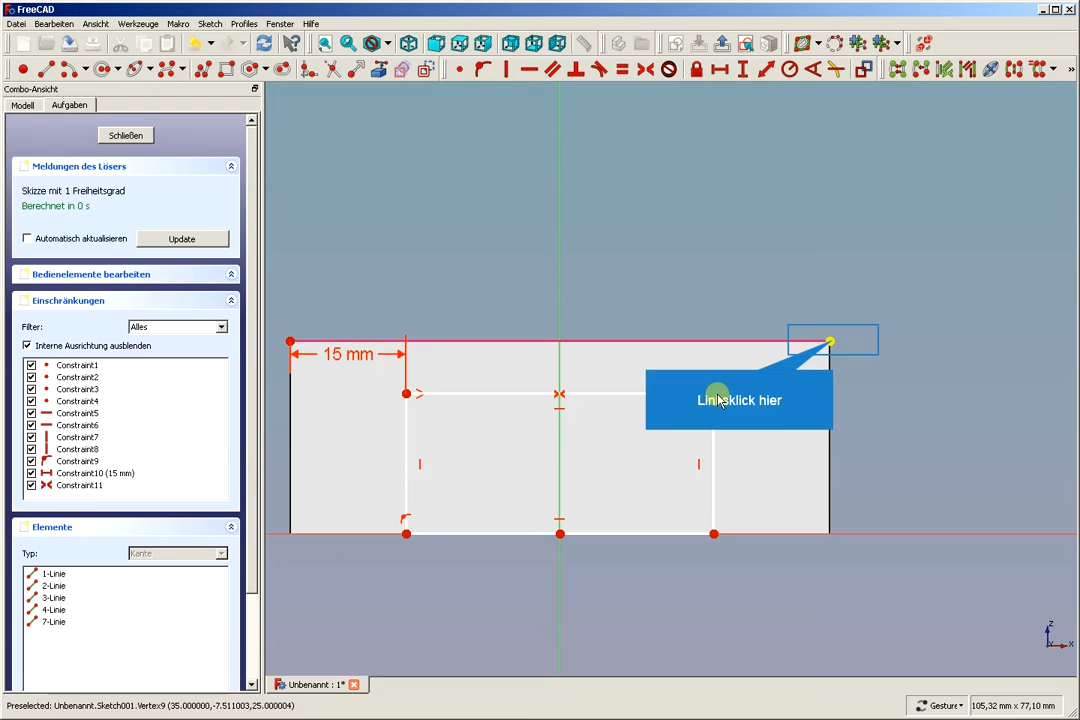 FreeCAD
Datei Bearbeiten Ansicht Werkzeuge Makro Sketch Profiles Fenster Hilfe
Combo-Ansicht
Modell Aufgaben
Schließen
Meldungen des Lösers
Skizze mit 1 Freiheitsgrad
Berechnet in 0 s
Automatisch aktualisieren Update
Bedienelemente bearbeiten
Einschränkungen
Filter: Alles
Interne Ausrichtung ausblenden
Constraint1
Constraint2
Constraint3
Constraint4
Constraint5
Constraint6
Constraint7
Constraint8
Constraint9
Constraint10 (15 mm)
Constraint11
Elemente
Typ: Kante
1-Linie
2-Linie
3-Linie
4-Linie
7-Linie
15 mm
Linksklick hier
z
x
Unbenannt : 1*
Preselected: Unbenannt.Sketch001.Vertex9 (35.000000,-7.511003,25.000004)
Gesture
105,32 mm x 77,10 mm